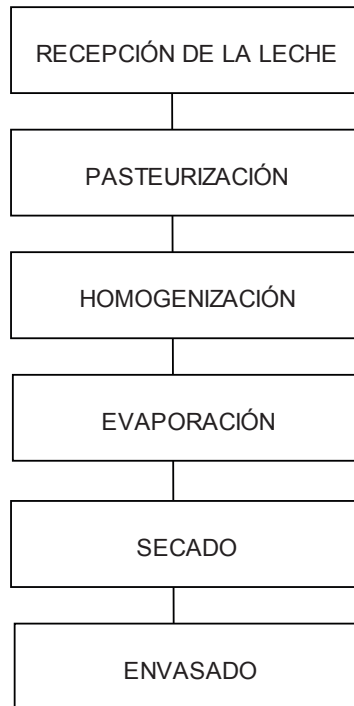 RECEPCIÓN DE LA LECHE
PASTEURIZACIÓN
HOMOGENIZACIÓN
EVAPORACIÓN
SECADO
ENVASADO